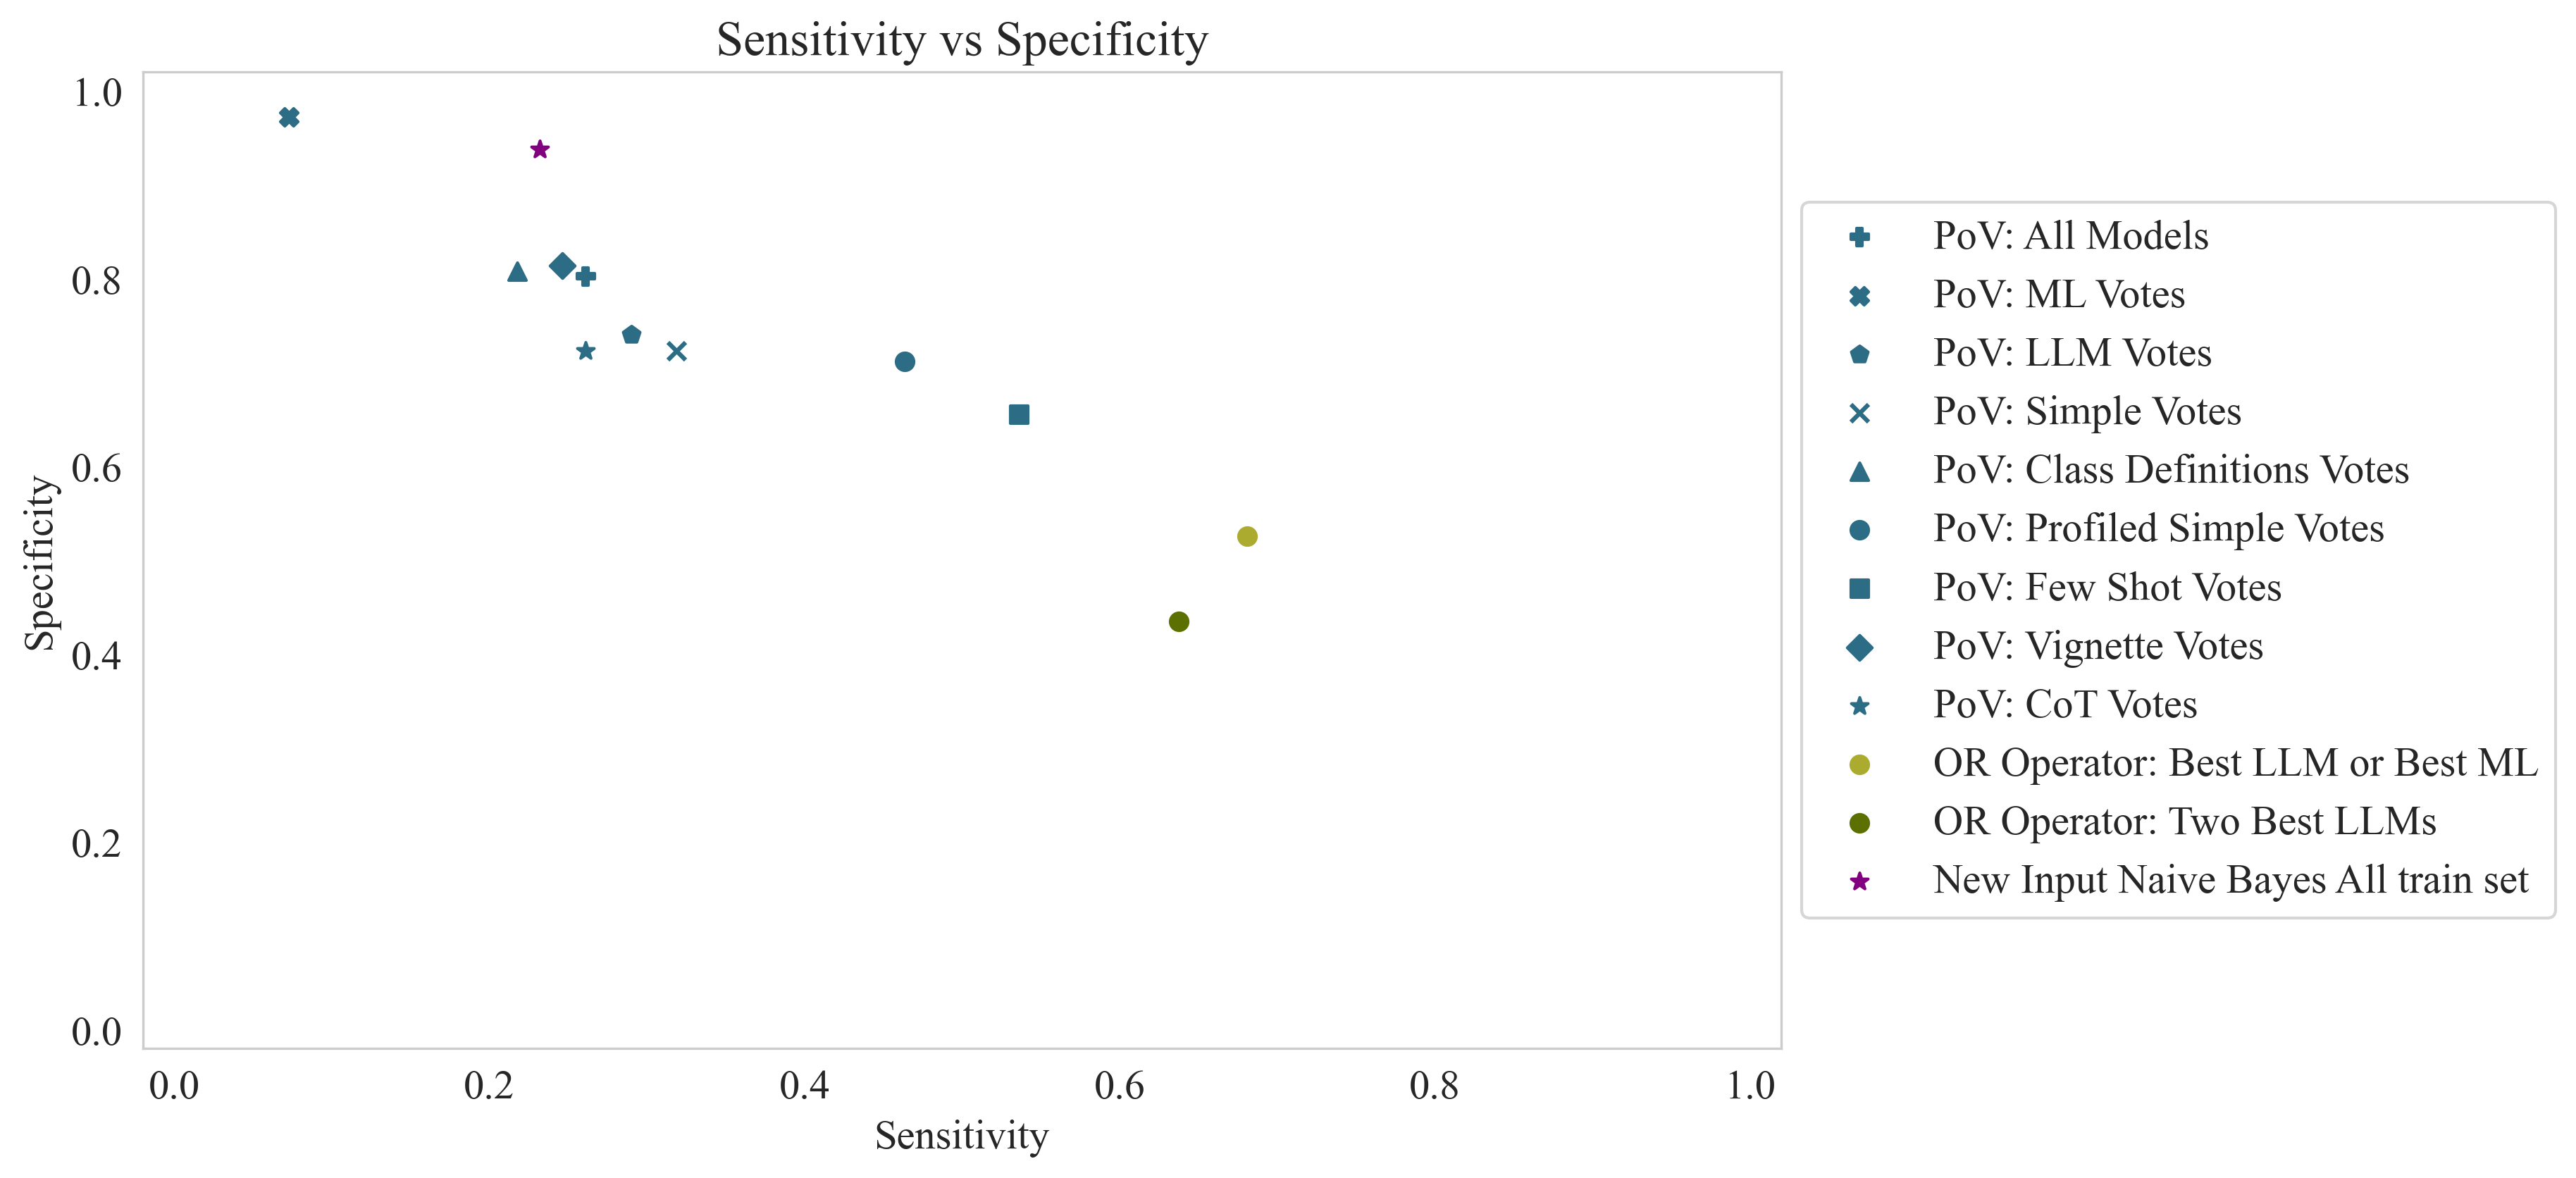 Sensitivity vs Specificity
1.0
0.8
0.6
0.4
0.2
0.0
Specificity
0.0 0.2 0.4 0.6 0.8 1.0
Sensitivity
PoV: All Models
PoV: ML Votes
PoV: LLM Votes
PoV: Simple Votes
PoV: Class Definitions Votes
PoV: Profiled Simple Votes
PoV: Few Shot Votes
PoV: Vignette Votes
PoV: CoT Votes
OR Operator: Best LLM or Best ML
OR Operator: Two Best LLMs
New Input Naive Bayes All train set